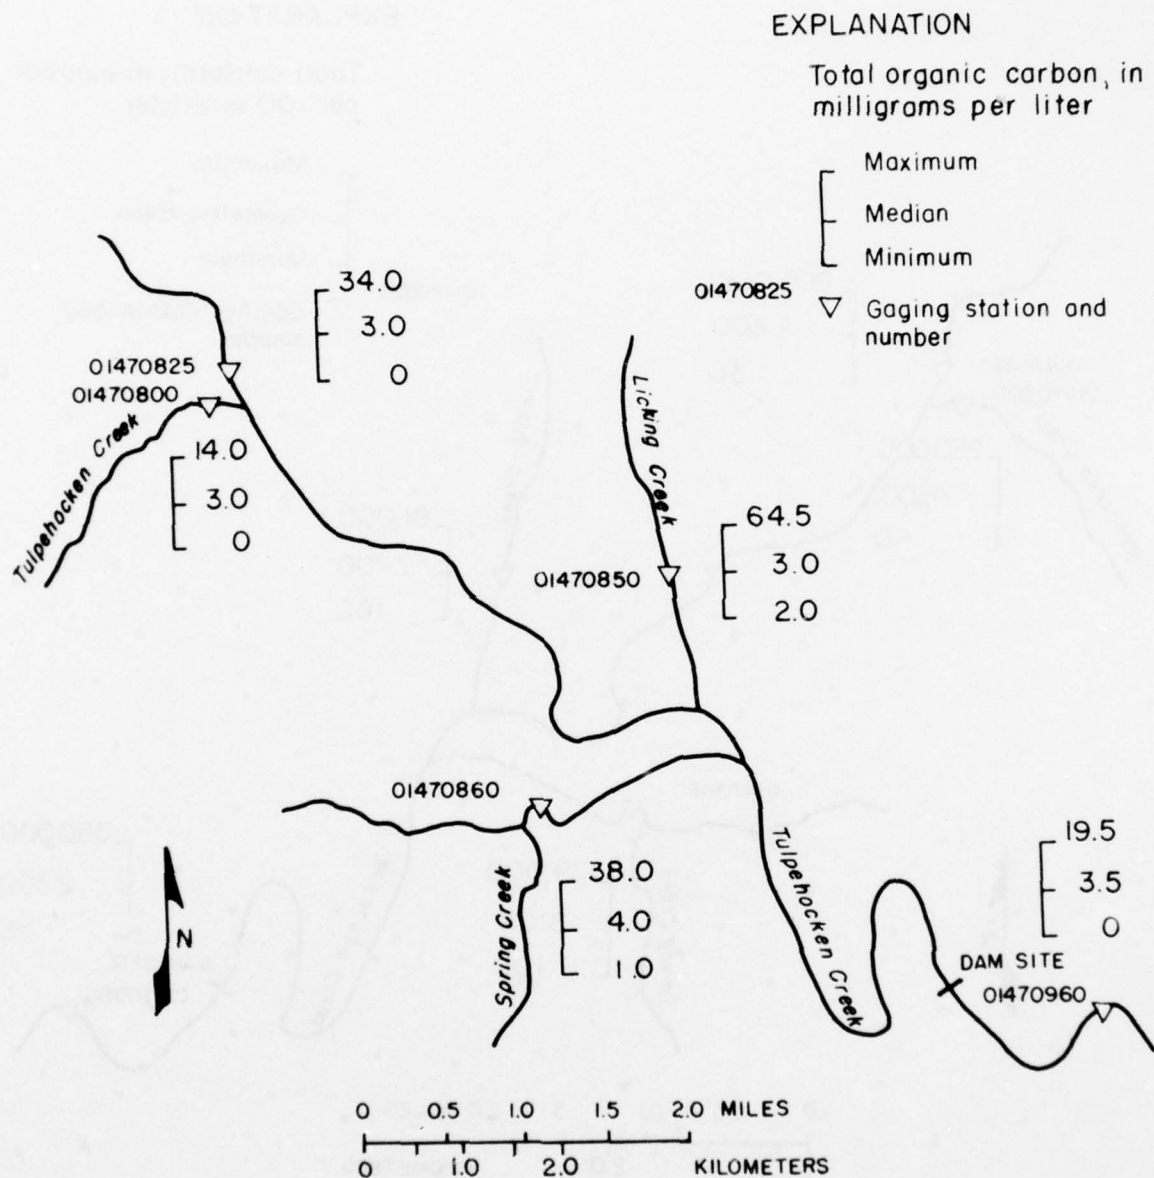 EXPLANATION
Total organic carbon, in
milligrams per liter
Maximum
Median
Minimum
01470825
Gaging station and
number
34.0
3.0
0
01470825
01470800
Tulpehocken Creek
14.0
3.0
0
Licking Creek
64.5
3.0
2.0
01470850
01470860
Spring Creek
38.0
4.0
1.0
Tulpehocken Creek
19.5
3.5
0
DAM SITE
01470960
N
0 0.5 1.0 1.5 2.0 MILES
0 1.0 2.0 KILOMETERS